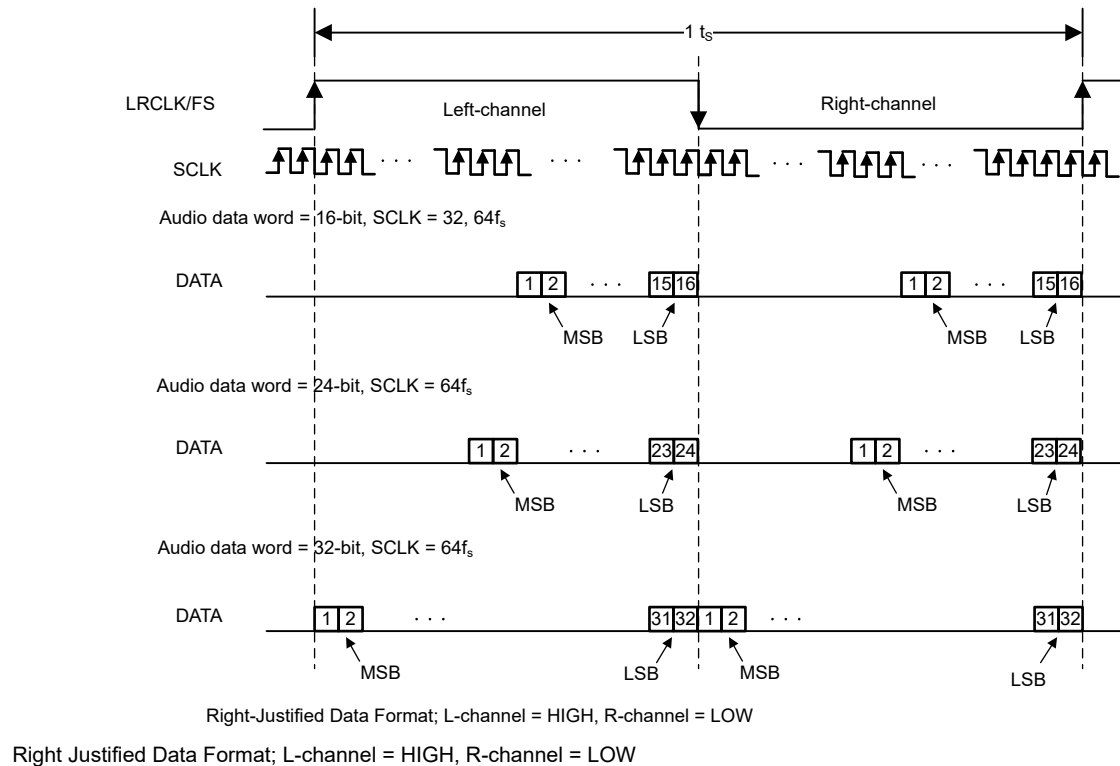 1 tS
LRCLK/FS
Left-channel
Right-channel
SCLK
. . .
. . .
. . .
. . .
Audio data word = 16-bit, SCLK = 32, 64fs
DATA
1 2 . . . 15 16 1 2 . . . 15 16
MSB LSB MSB LSB
Audio data word = 24-bit, SCLK = 64fs
DATA
1 2 . . . 23 24 1 2 . . . 23 24
MSB LSB MSB LSB
Audio data word = 32-bit, SCLK = 64fs
DATA
1 2 . . . 31 32 1 2 . . . 31 32
MSB LSB MSB LSB
Right-Justified Data Format; L-channel = HIGH, R-channel = LOW
Right Justified Data Format; L-channel = HIGH, R-channel = LOW